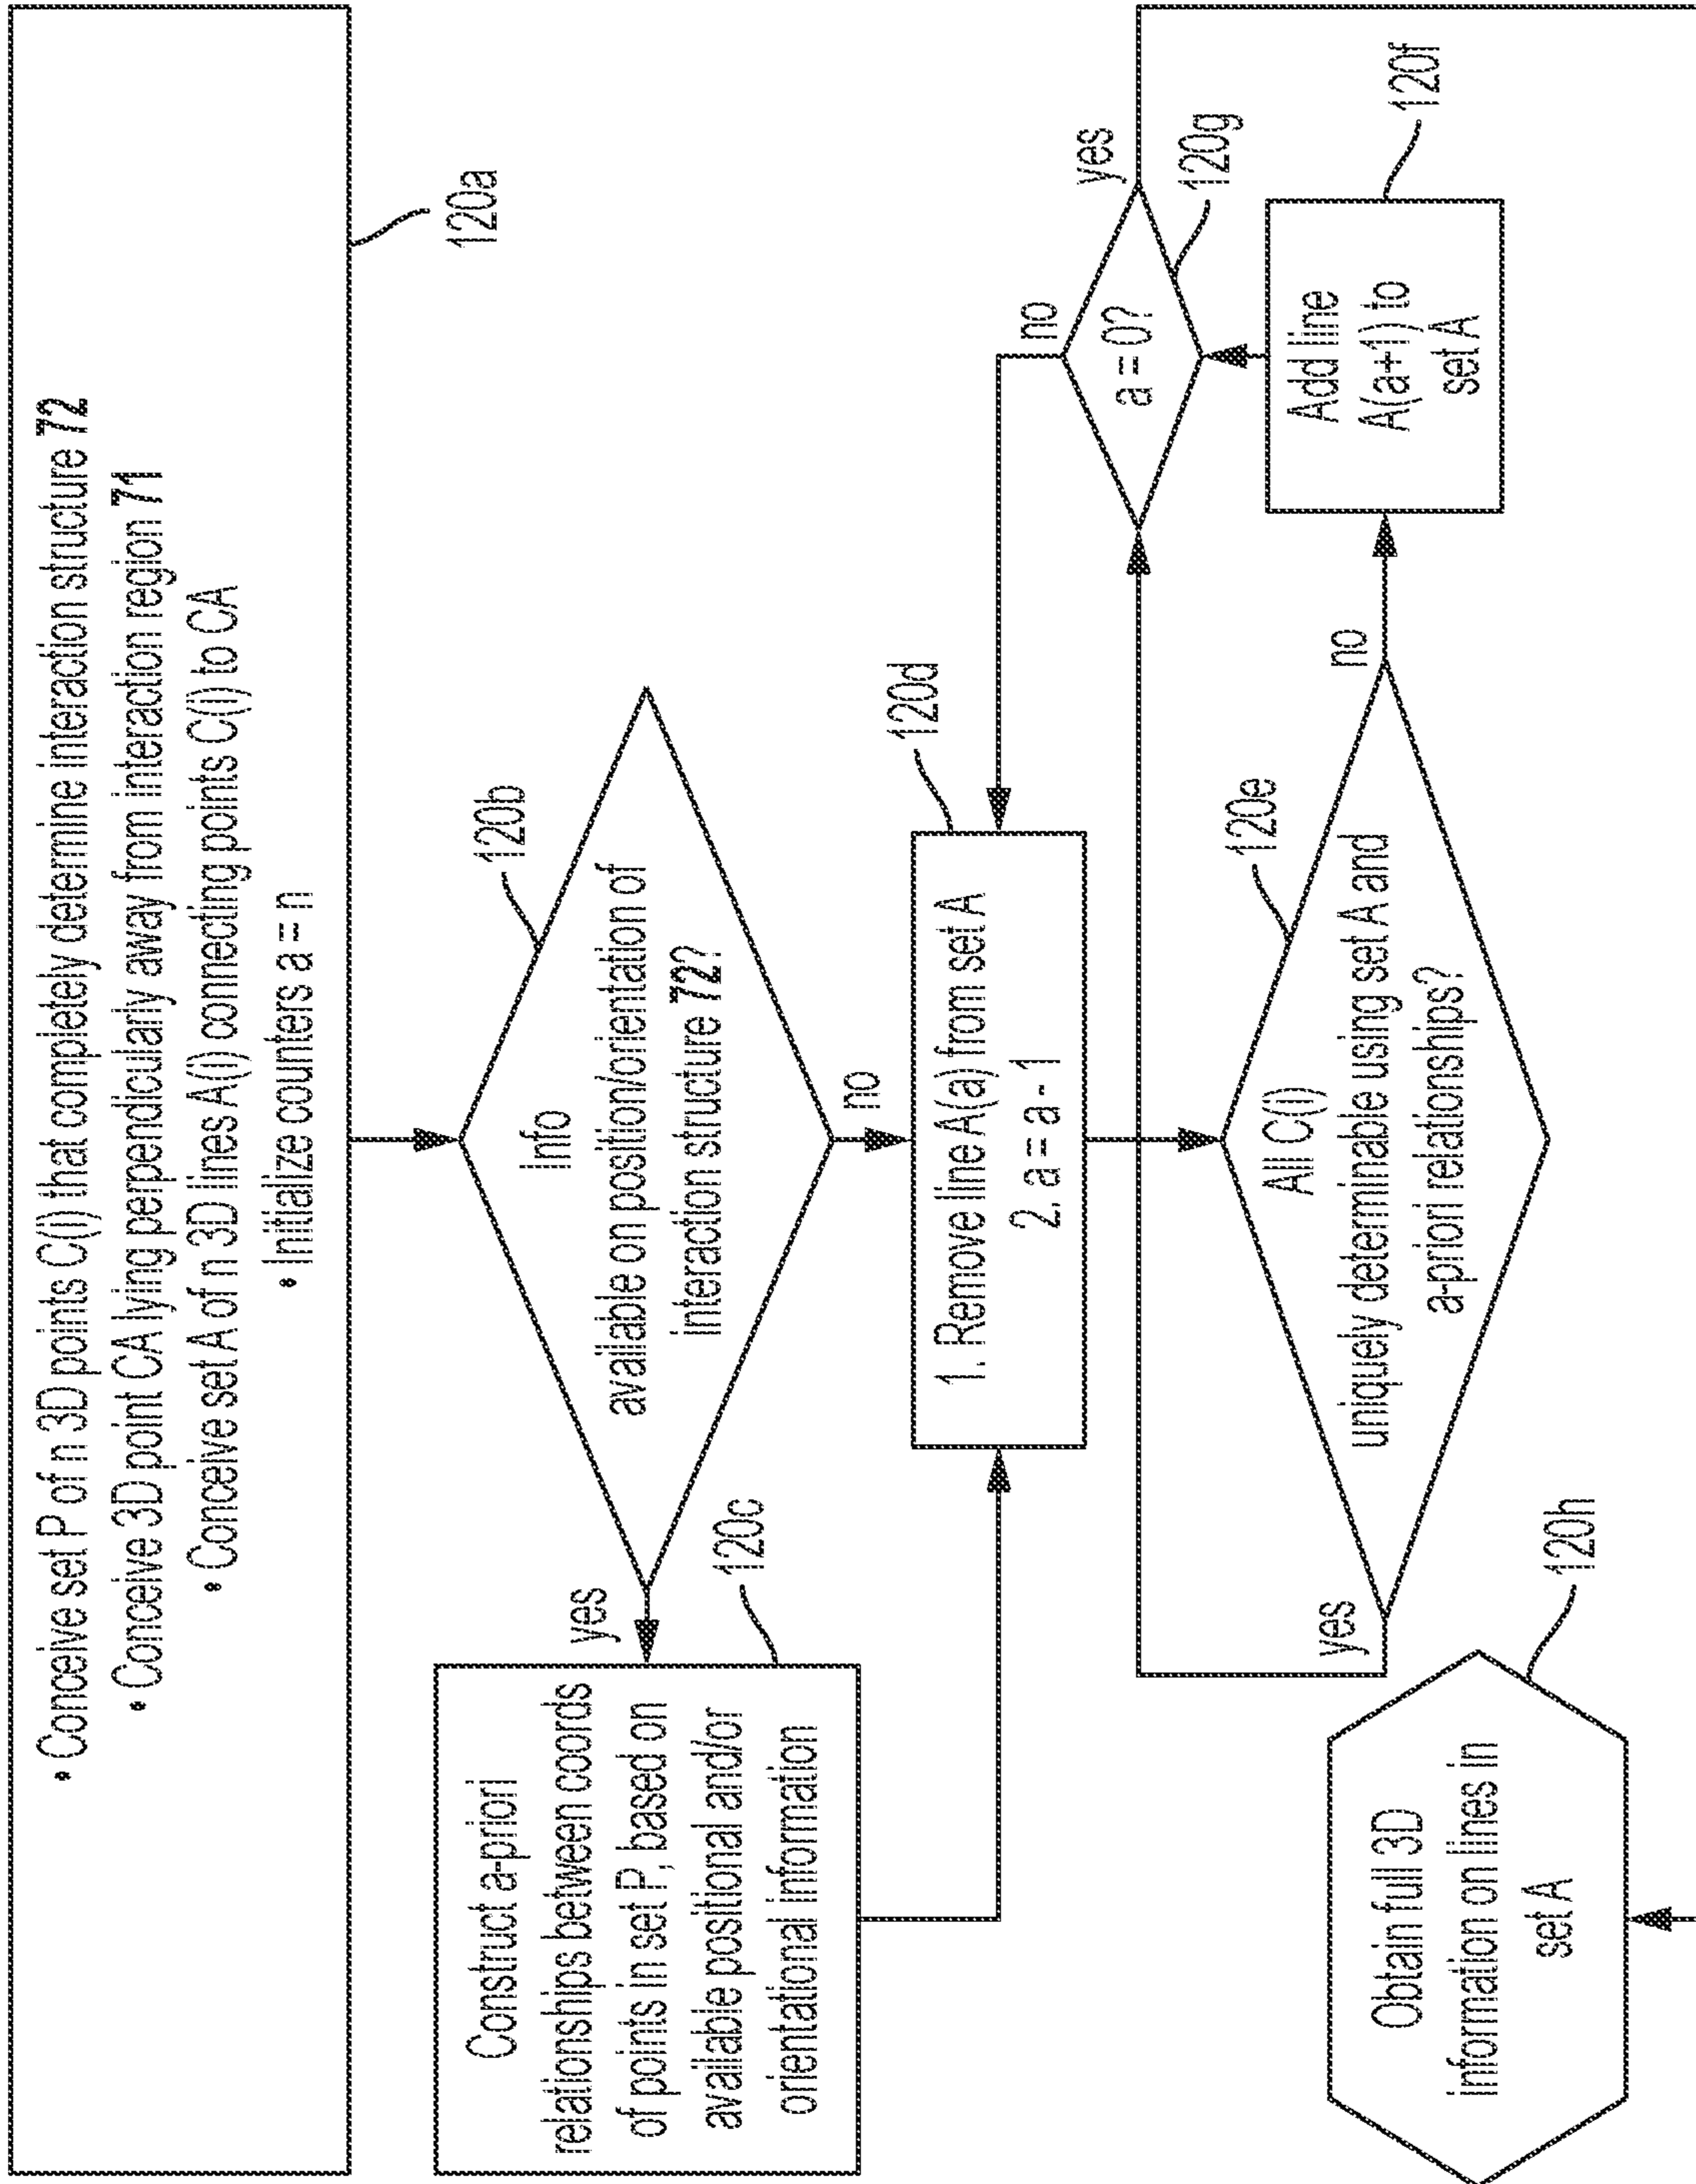 • Conceive set P of n 3D points C(i) that completely determine interaction structure 72
• Conceive 3D point CA lying perpendicularly away from interaction region 71
• Conceive set A of n 3D lines A(i) connecting points C(i) to CA
• Initialize counters a = n
120a
Info
available on position/orientation of
interaction structure 72?
120b
yes
no
Construct a-priori
relationships between coords
of points in set P, based on
available positional and/or
orientational information
120c
1. Remove line A(a) from set A
2. a = a - 1
120d
All C(i)
uniquely determinable using set A and
a-priori relationships?
120e
yes
no
Add line
A(a+1) to
set A
120f
a = 0?
120g
no
yes
Obtain full 3D
information on lines in
set A
120h